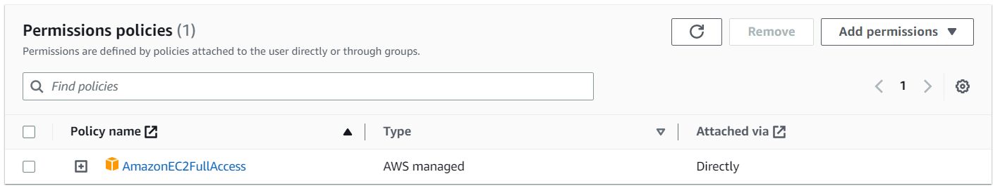 Permissions policies (1)
Remove
Add permissions
Permissions are defined by policies attached to the user directly or through groups.
Find policies
1
Policy name
Type
Attached via
AmazonEC2FullAccess
AWS managed
Directly